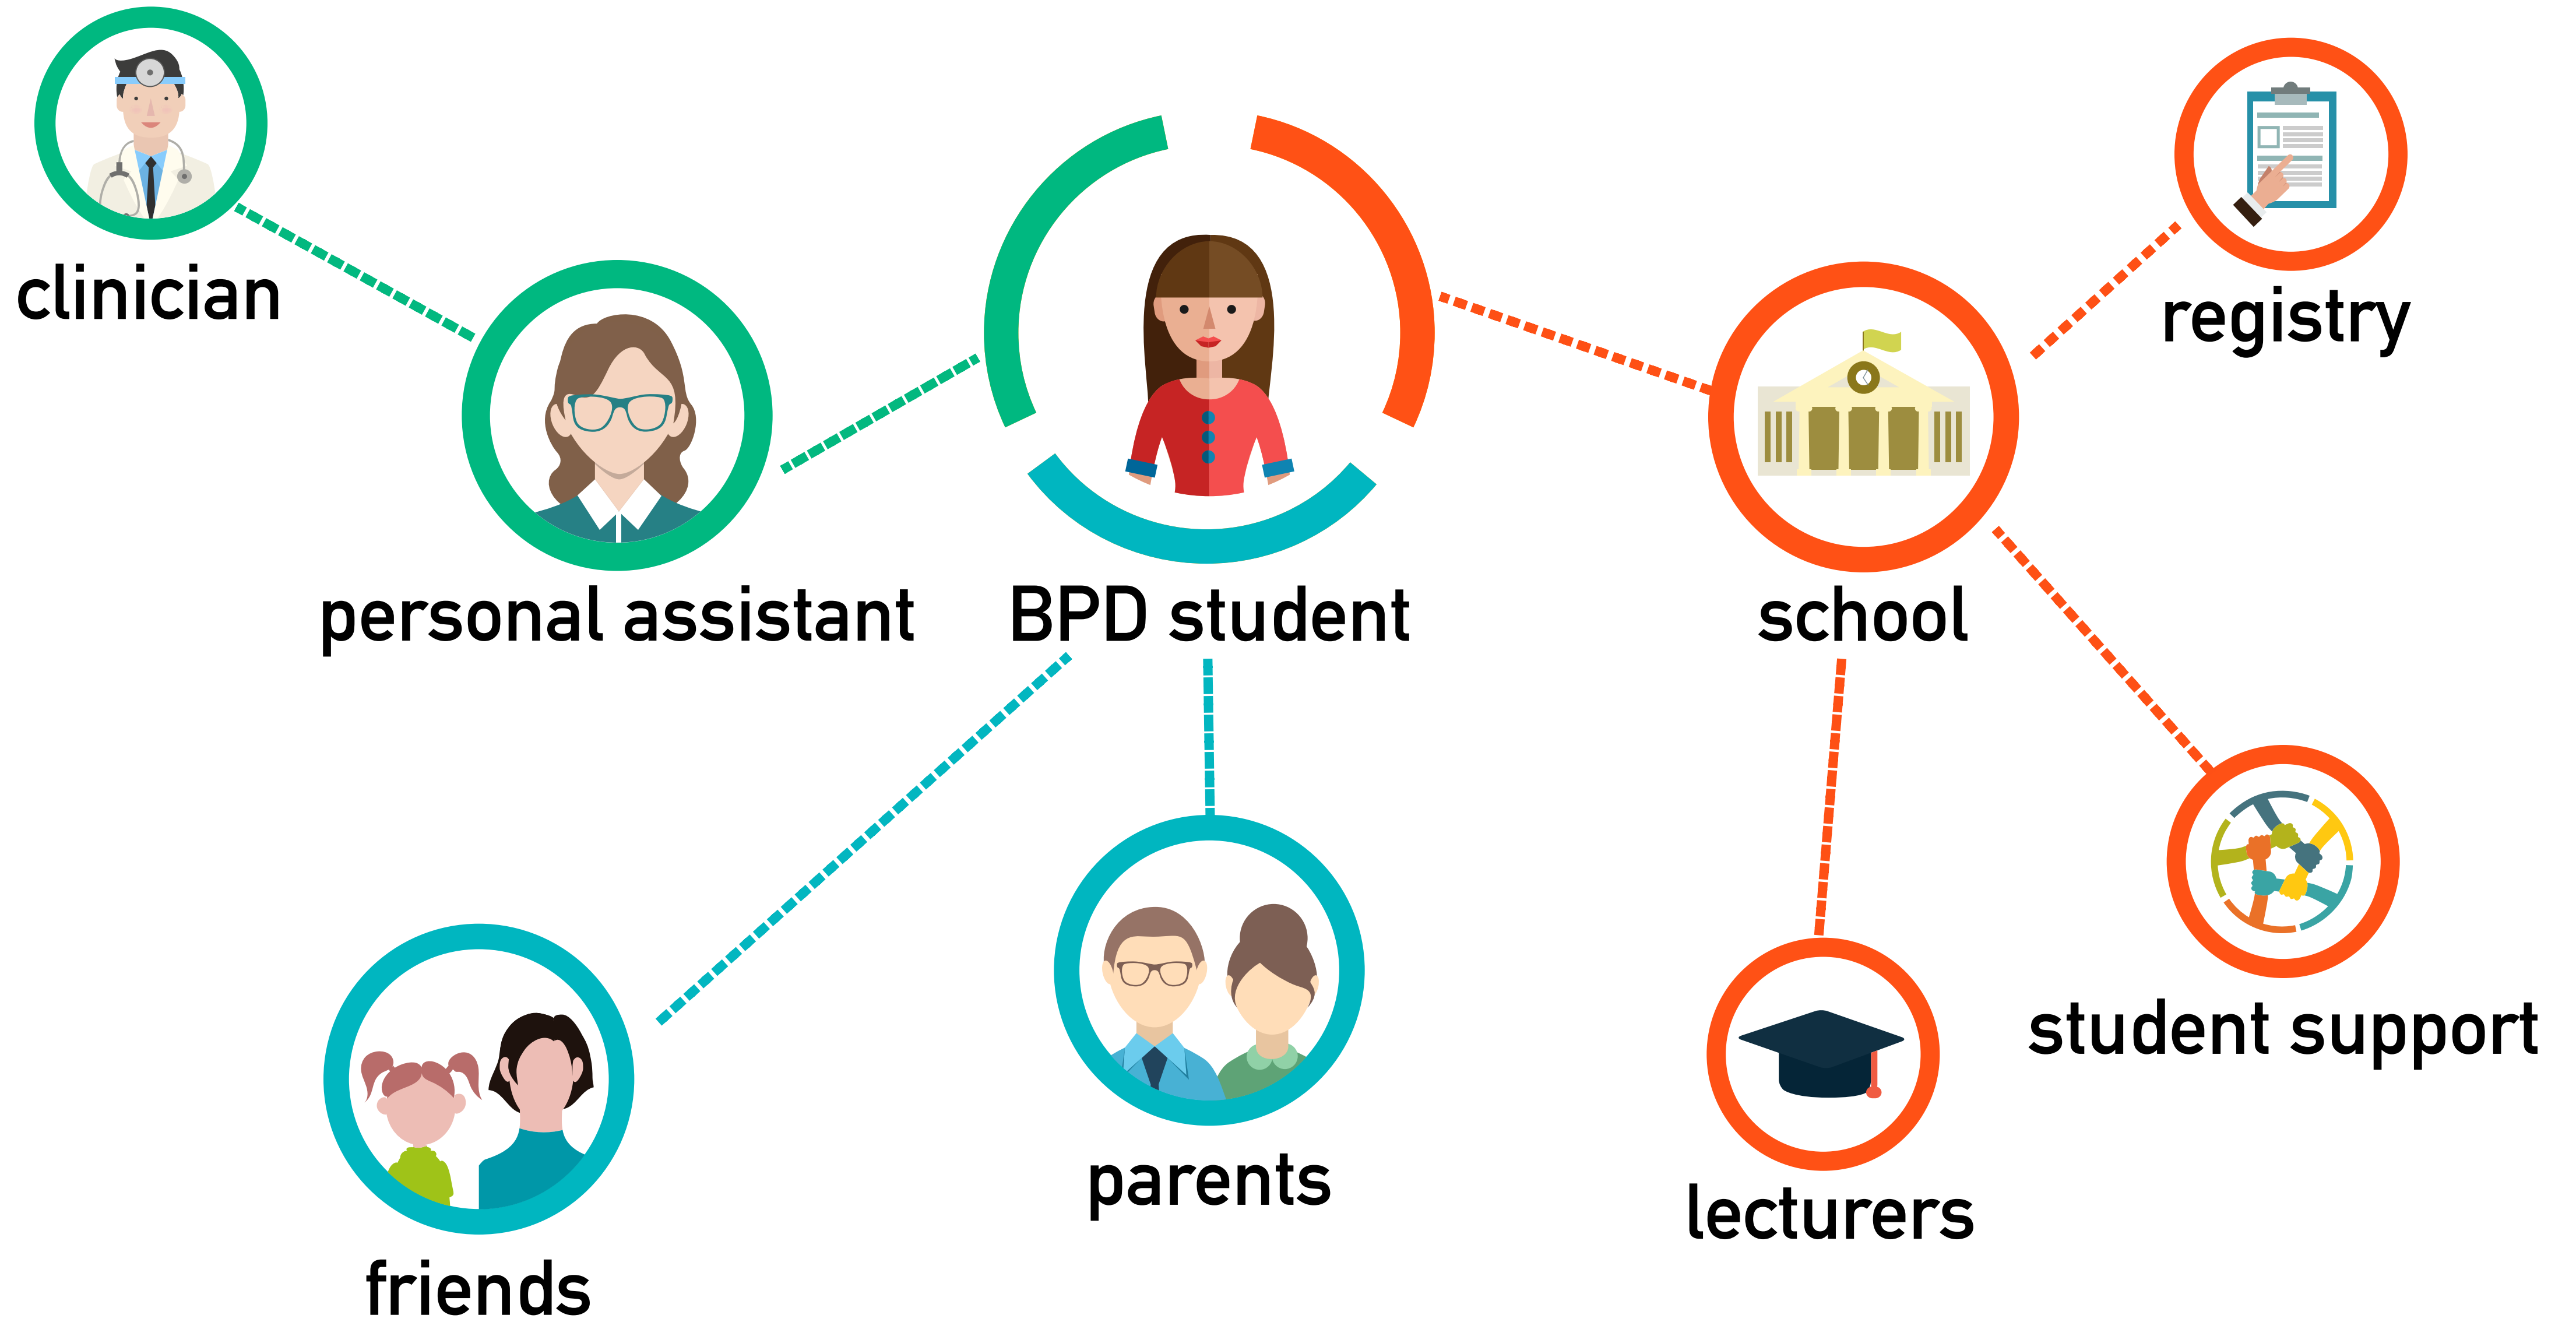 clinician
registry
personal assistant
BPD student
school
student support
parents
lecturers
friends